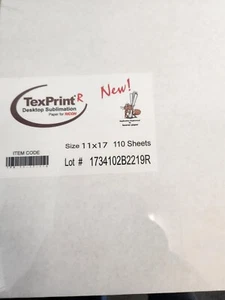 TexPrint R
New!
Desktop Sublimation
Paper for RICOH
ITEM CODE
Size 11x17 110 Sheets
Lot # 1734102B2219R